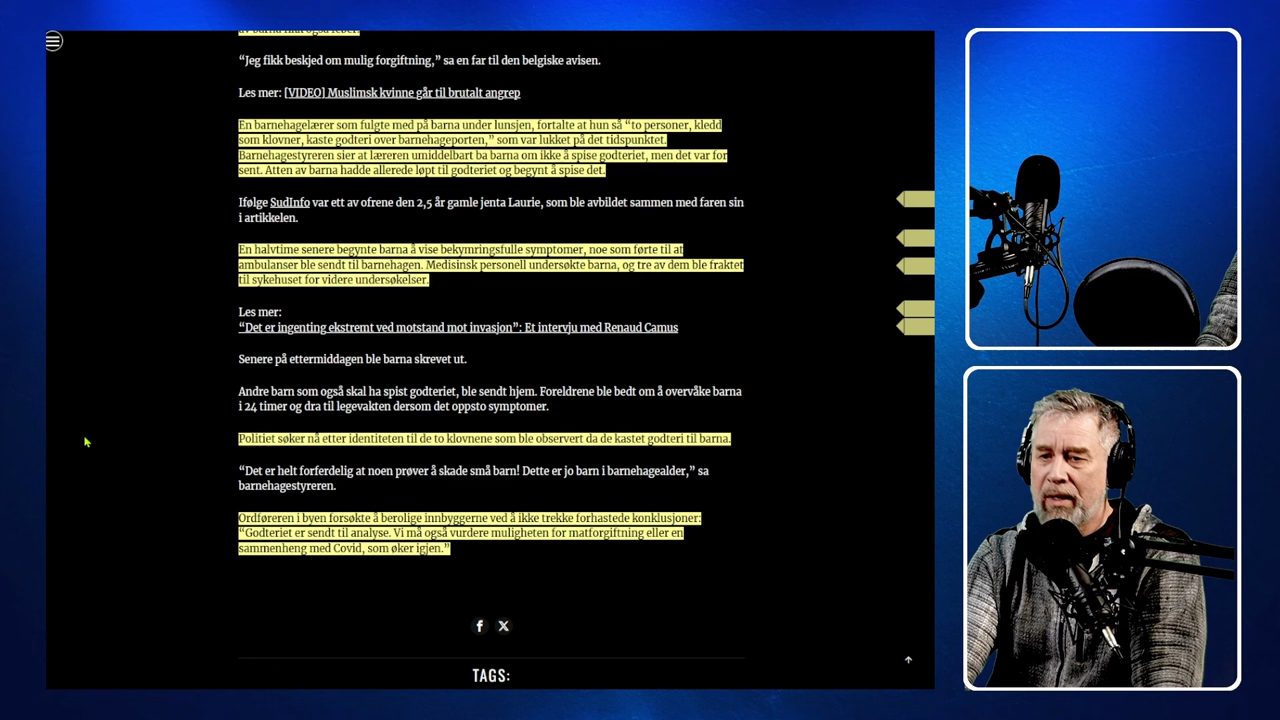 “Jeg fikk beskjed om mulig forgiftning,” sa en far til den belgiske avisen.
Les mer: [VIDEO] Muslimsk kvinne går til brutalt angrep
En barnehagelærer som fulgte med på barna under lunsjen, fortalte at hun så “to personer, kledd
som klovner, kaste godteri over barnehageporten,” som var lukket på det tidspunktet.
Barnehagestyreren sier at læreren umiddelbart ba barna om ikke å spise godteriet, men det var for
sent. Atten av barna hadde allerede løpt til godteriet og begynt å spise det.
Ifølge SudInfo var ett av ofrene den 2,5 år gamle jenta Laurie, som ble avbildet sammen med faren sin
i artikkelen.
En halvtime senere begynte barna å vise bekymringsfulle symptomer, noe som førte til at
ambulanser ble sendt til barnehagen. Medisinsk personell undersøkte barna, og tre av dem ble fraktet
til sykehuset for videre undersøkelser.
Les mer:
“Det er ingenting ekstremt ved motstand mot invasjon”: Et intervju med Renaud Camus
Senere på ettermiddagen ble barna skrevet ut.
Andre barn som også skal ha spist godteriet, ble sendt hjem. Foreldrene ble bedt om å overvåke barna
i 24 timer og dra til legevakten dersom det oppsto symptomer.
Politiet søker nå etter identiteten til de to klovnene som ble observert da de kastet godteri til barna.
“Det er helt forferdelig at noen prøver å skade små barn! Dette er jo barn i barnehagealder,” sa
barnehagestyreren.
Ordføreren i byen forsøkte å berolige innbyggerne ved å ikke trekke forhastede konklusjoner:
“Godteriet er sendt til analyse. Vi må også vurdere muligheten for matforgiftning eller en
sammenheng med Covid, som øker igjen.”
TAGS: